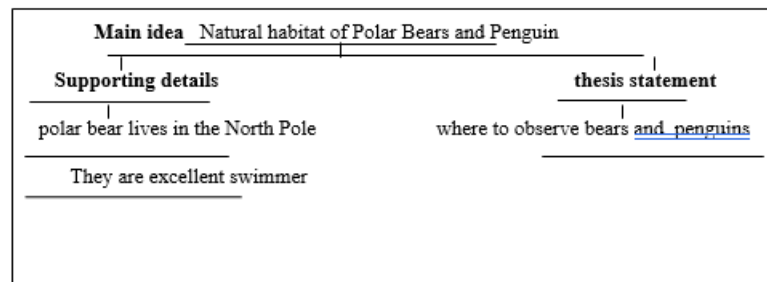 Main idea Natural habitat of Polar Bears and Penguin
Supporting details thesis statement
polar bear lives in the North Pole where to observe bears and penguins
They are excellent swimmer